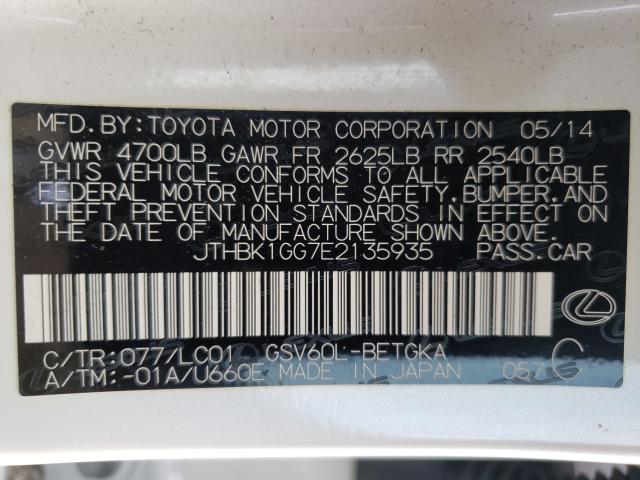 MFD.BY:TOYOTA MOTOR CORPORATION 05/14
GVWR 4700LB GAWR FR 2625LB RR 2540LB
THIS VEHICLE CONFORMS TO ALL APPLICABLE
FEDERAL MOTOR VEHICLE SAFETY,BUMPER,AND
THEFT PREVENTION STANDARDS IN EFFECT ON
THE DATE OF MANUFACTURE SHOWN ABOVE.
JTHBK1GG7E2135935 PASS.CAR
C/TR:077/LC01 GSV60L-BETGKA
A/TM:-01A/U660E MADE IN JAPAN 057 C